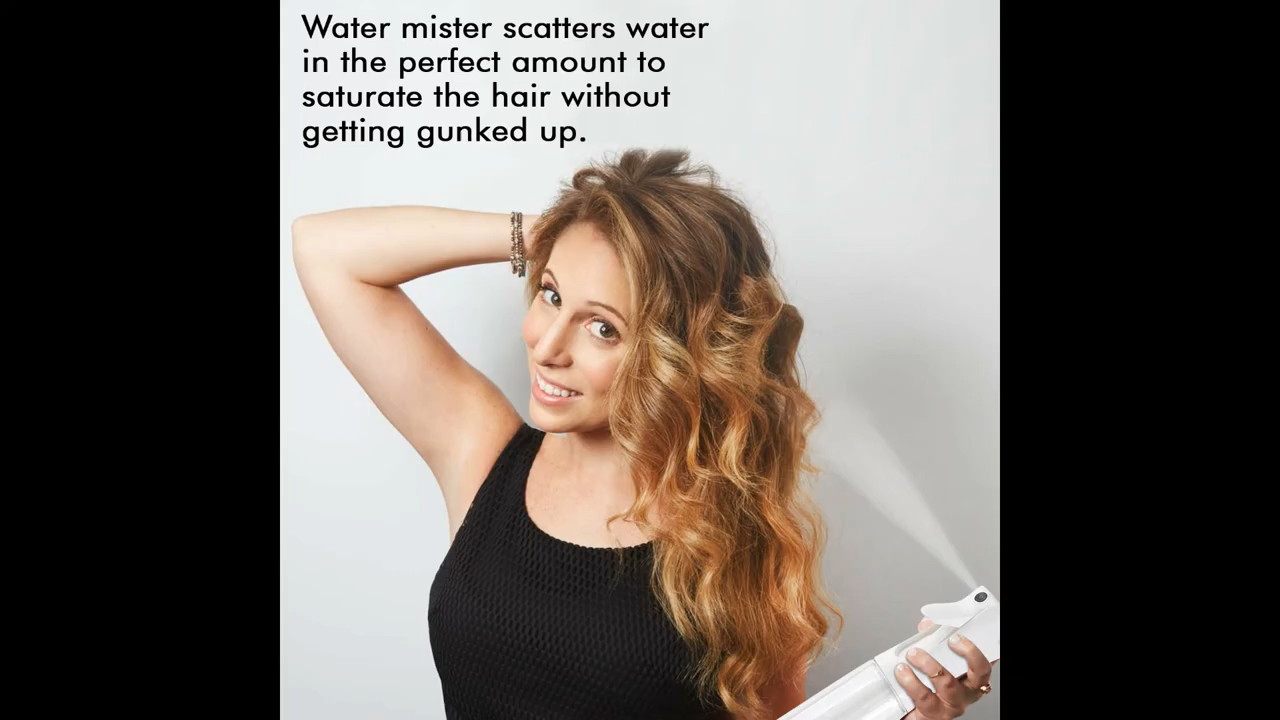 Water mister scatters water
in the perfect amount to
saturate the hair without
getting gunked up.